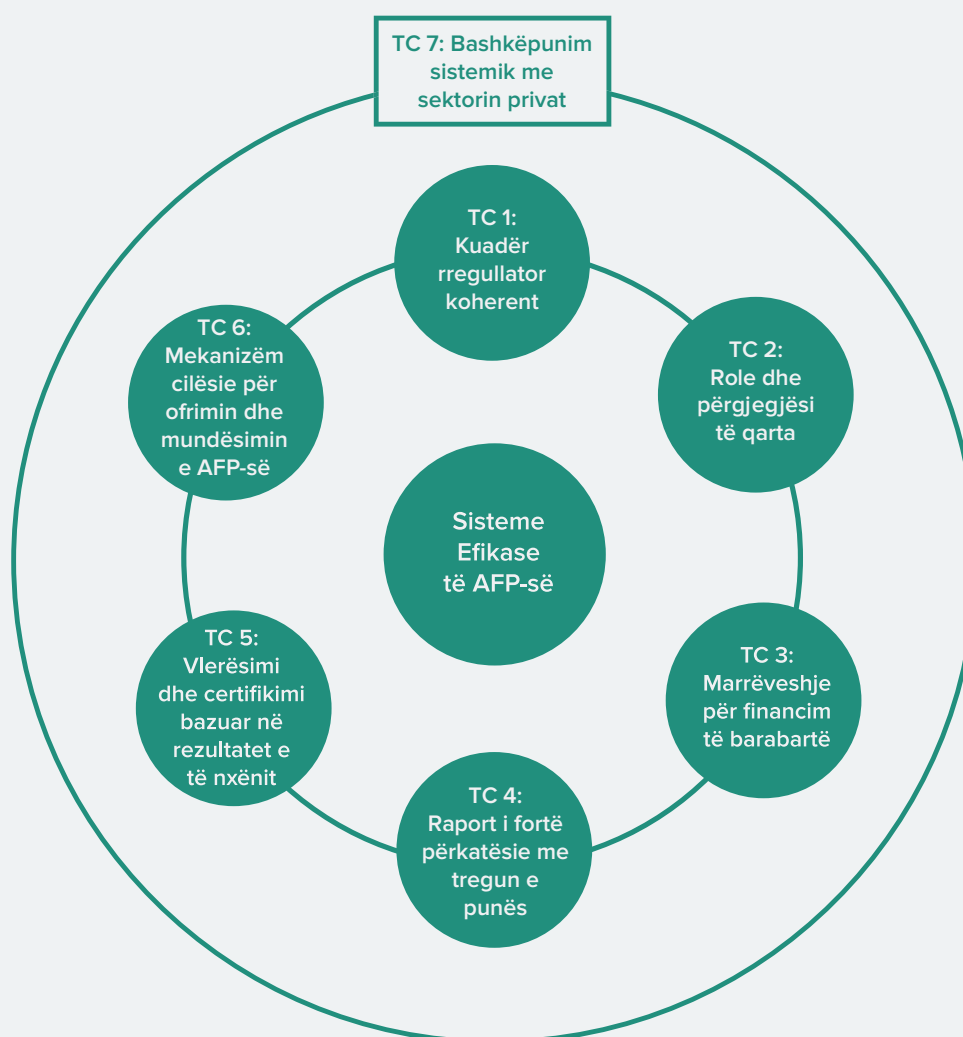 TC 7: Bashkëpunim
sistemik me
sektorin privat
TC 1:
Kuadër
rregullator
koherent
TC 2:
Role dhe
përgjegjësi
të qarta
TC 3:
Marrëveshje
për financim
të barabartë
TC 4:
Raport i fortë
përkatësie me
tregun e
punës
TC 5:
Vlerësimi
dhe certifikimi
bazuar në
rezultatet e
të nxënit
TC 6:
Mekanizëm
cilësie për
ofrimin dhe
mundësimin
e AFP-së
Sisteme
Efikase
të AFP-së